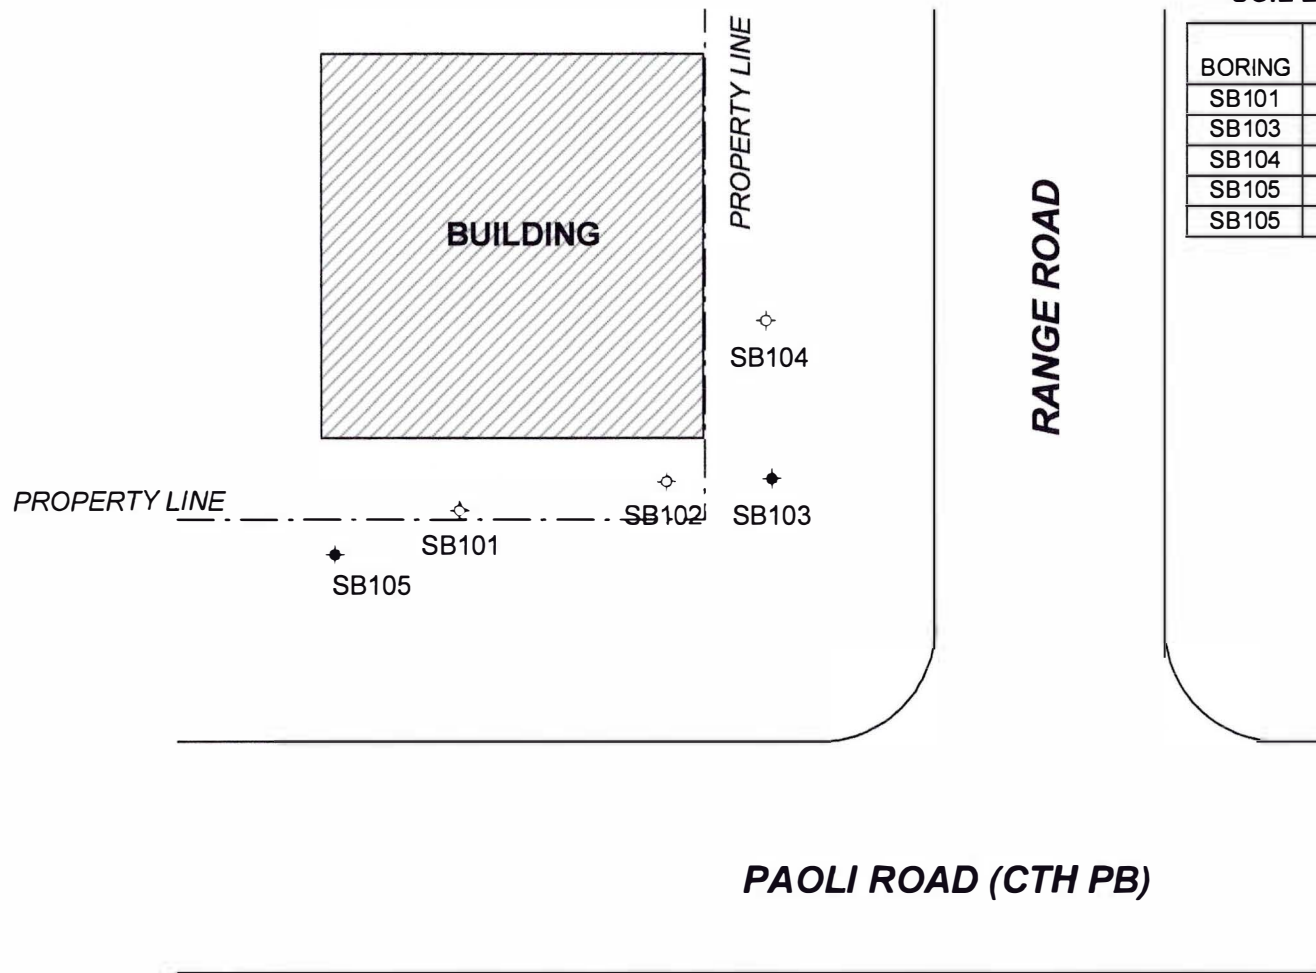 BORING
SB101
SB103
SB104
SB105
SB105
PROPERTY LINE
BUILDING
RANGE ROAD
SB104
PROPERTY LINE
SB102
SB103
SB101
SB105
PAOLI ROAD (CTH PB)